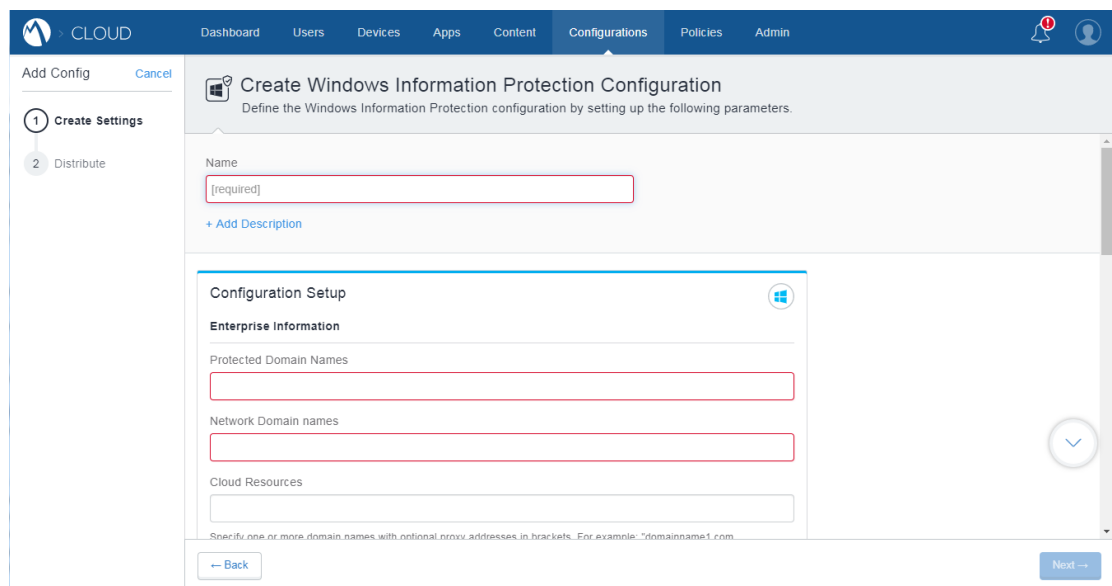 > CLOUD
Dashboard Users Devices Apps Content Configurations Policies Admin
!
Add Config Cancel
1 Create Settings
2 Distribute
Create Windows Information Protection Configuration
Define the Windows Information Protection configuration by setting up the following parameters.
Name
[required]
+ Add Description
Configuration Setup
Enterprise Information
Protected Domain Names
Network Domain names
Cloud Resources
Specify one or more domain names with optional proxy addresses in brackets. For example: "domainname1.com
← Back
Next →